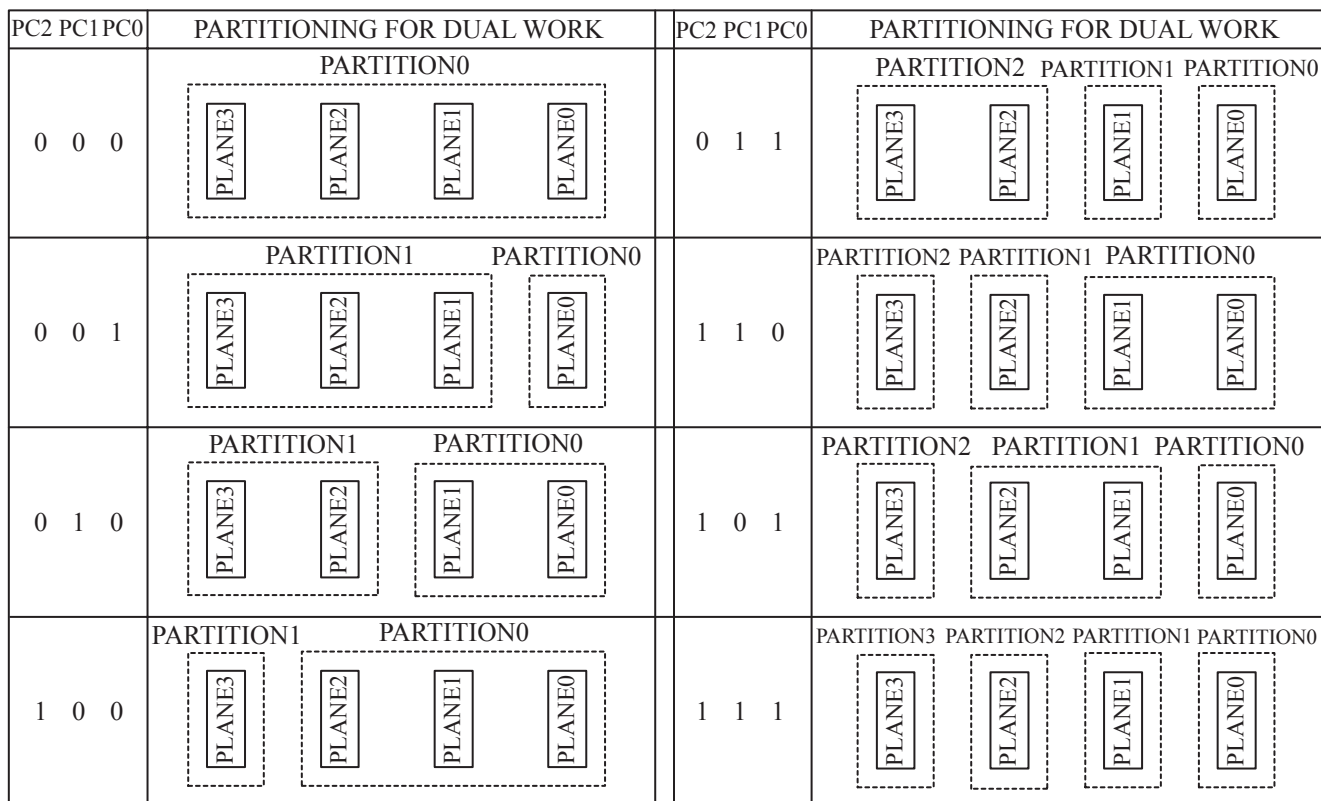 PC2 PC1PC0 PARTITIONING FOR DUAL WORK PC2 PC1PC0 PARTITIONING FOR DUAL WORK
PARTITION0
0 0 0
PLANE3 PLANE2 PLANE1 PLANE0
PARTITION2 PARTITION1 PARTITION0
0 1 1
PLANE3 PLANE2 PLANE1 PLANE0
PARTITION1 PARTITION0
0 0 1
PLANE3 PLANE2 PLANE1 PLANE0
PARTITION2 PARTITION1 PARTITION0
1 1 0
PLANE3 PLANE2 PLANE1 PLANE0
PARTITION1 PARTITION0
0 1 0
PLANE3 PLANE2 PLANE1 PLANE0
PARTITION2 PARTITION1 PARTITION0
1 0 1
PLANE3 PLANE2 PLANE1 PLANE0
PARTITION1 PARTITION0
1 0 0
PLANE3 PLANE2 PLANE1 PLANE0
PARTITION3 PARTITION2 PARTITION1 PARTITION0
1 1 1
PLANE3 PLANE2 PLANE1 PLANE0